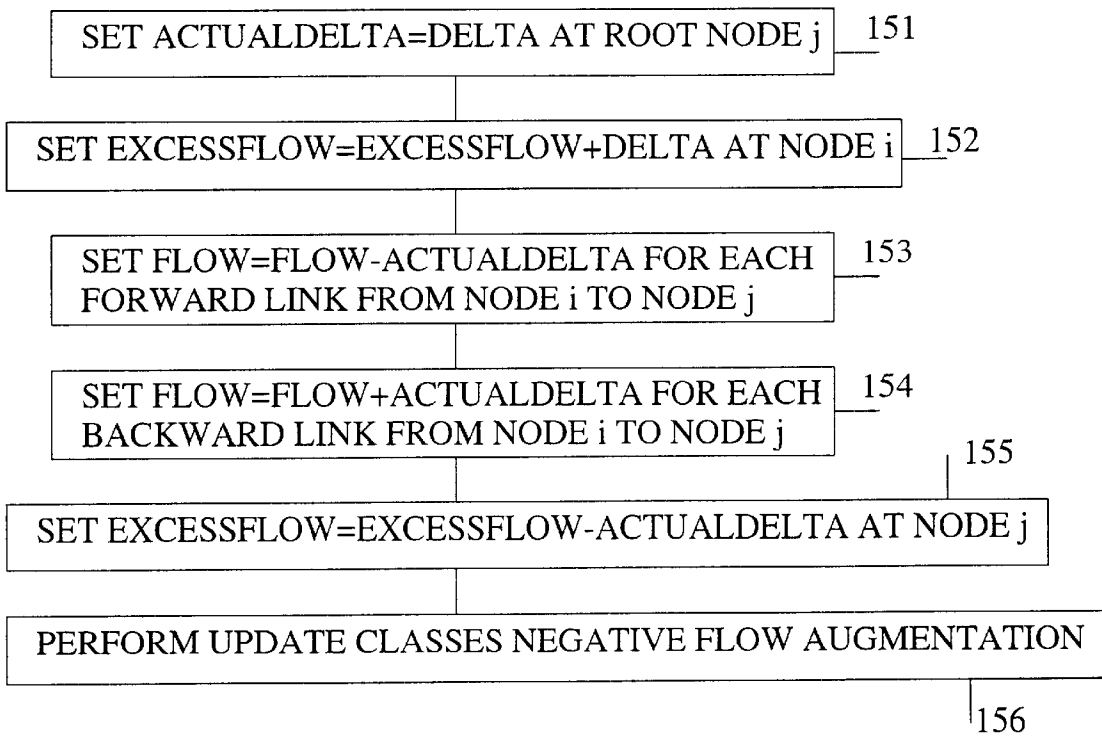 SET ACTUALDELTA=DELTA AT ROOT NODE j
151
SET EXCESSFLOW=EXCESSFLOW+DELTA AT NODE i
152
SET FLOW=FLOW-ACTUALDELTA FOR EACH
FORWARD LINK FROM NODE i TO NODE j
153
SET FLOW=FLOW+ACTUALDELTA FOR EACH
BACKWARD LINK FROM NODE i TO NODE j
154
155
SET EXCESSFLOW=EXCESSFLOW-ACTUALDELTA AT NODE j
PERFORM UPDATE CLASSES NEGATIVE FLOW AUGMENTATION
156